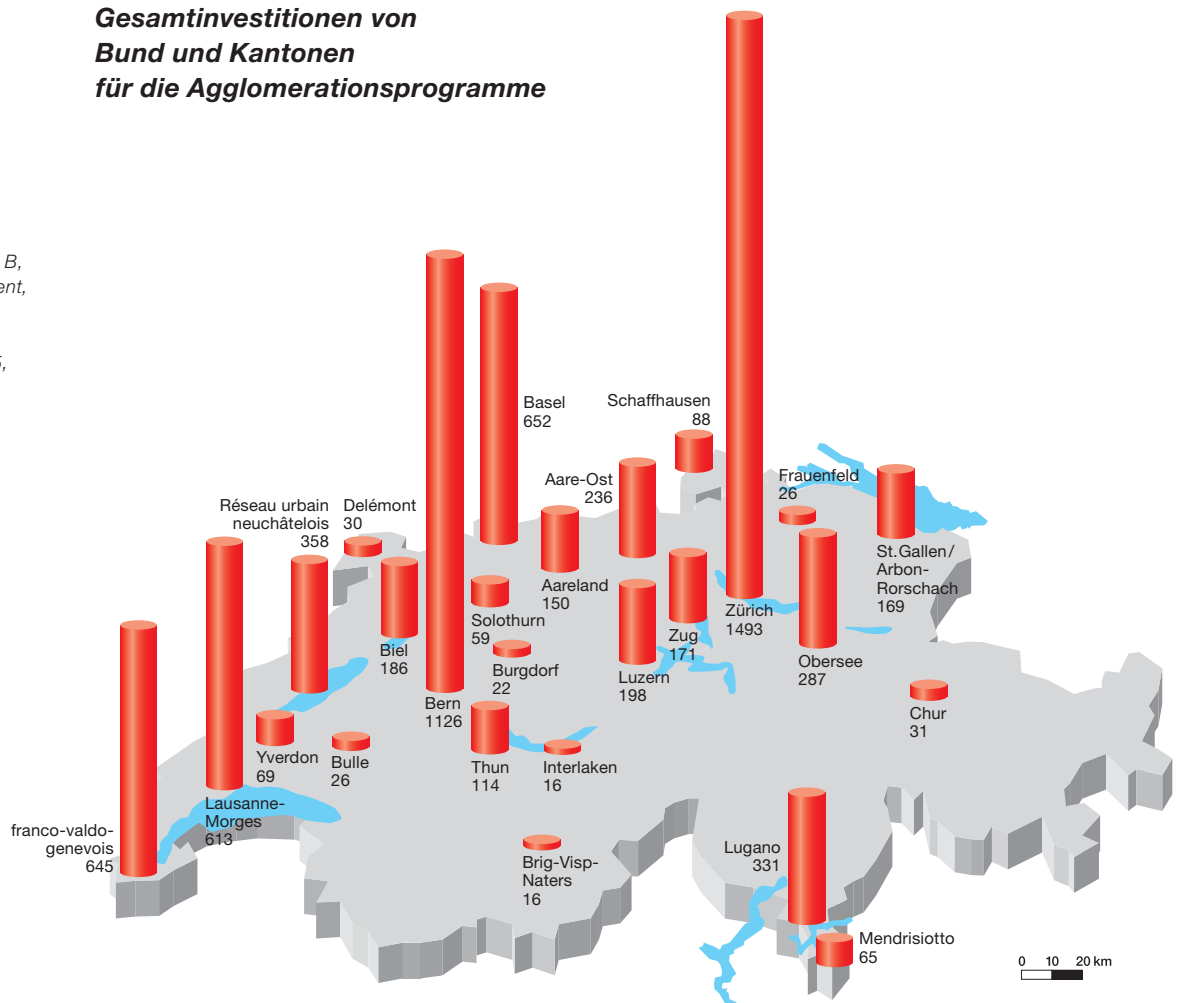 Gesamtinvestitionen von
Bund und Kantonen
für die Agglomerationsprogramme
B,
ent,
Basel
652
Schaffhausen
88
Aare-Ost
236
Frauenfeld
26
Réseau urbain
neuchâtelois
358
Delémont
30
St.Gallen/
Arbon-
Rorschach
169
Aareland
150
Solothurn
59
Zürich
1493
Zug
171
Biel
186
Burgdorf
22
Luzern
198
Obersee
287
Bern
1126
Chur
31
Yverdon
69
Bulle
26
Thun
114
Interlaken
16
Lausanne-
Morges
613
franco-valdo-
genevois
645
Brig-Visp-
Naters
16
Lugano
331
Mendrisiotto
65
0 10 20 km